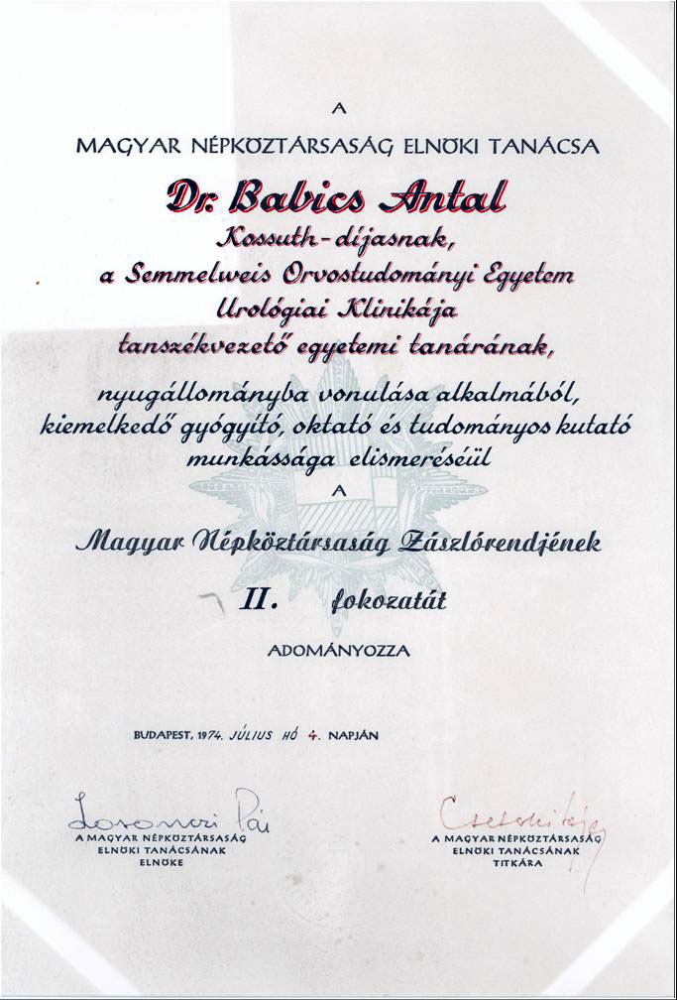 A
MAGYAR NÉPKÖZTÁRSASÁG ELNÖKI TANÁCSA
Dr. Babics Antal
Kossuth-díjasnak,
a Semmelweis Orvostudományi Egyetem
Urológiai Klinikája
tanszékvezető egyetemi tanárának,
nyugállományba vonulása alkalmából,
kiemelkedő gyógyító, oktató és tudományos kutató
munkássága elismeréséül
A
Magyar Népköztársaság Zászlórendjének
II. fokozatát
ADOMÁNYOZZA
BUDAPEST, 1974. JÚLIUS HÓ 4. NAPJÁN
Losonczi Pál
A MAGYAR NÉPKÖZTÁRSASÁG
ELNÖKI TANÁCSÁNAK
ELNÖKE
Cseterki Lajos
A MAGYAR NÉPKÖZTÁRSASÁG
ELNÖKI TANÁCSÁNAK
TITKÁRA